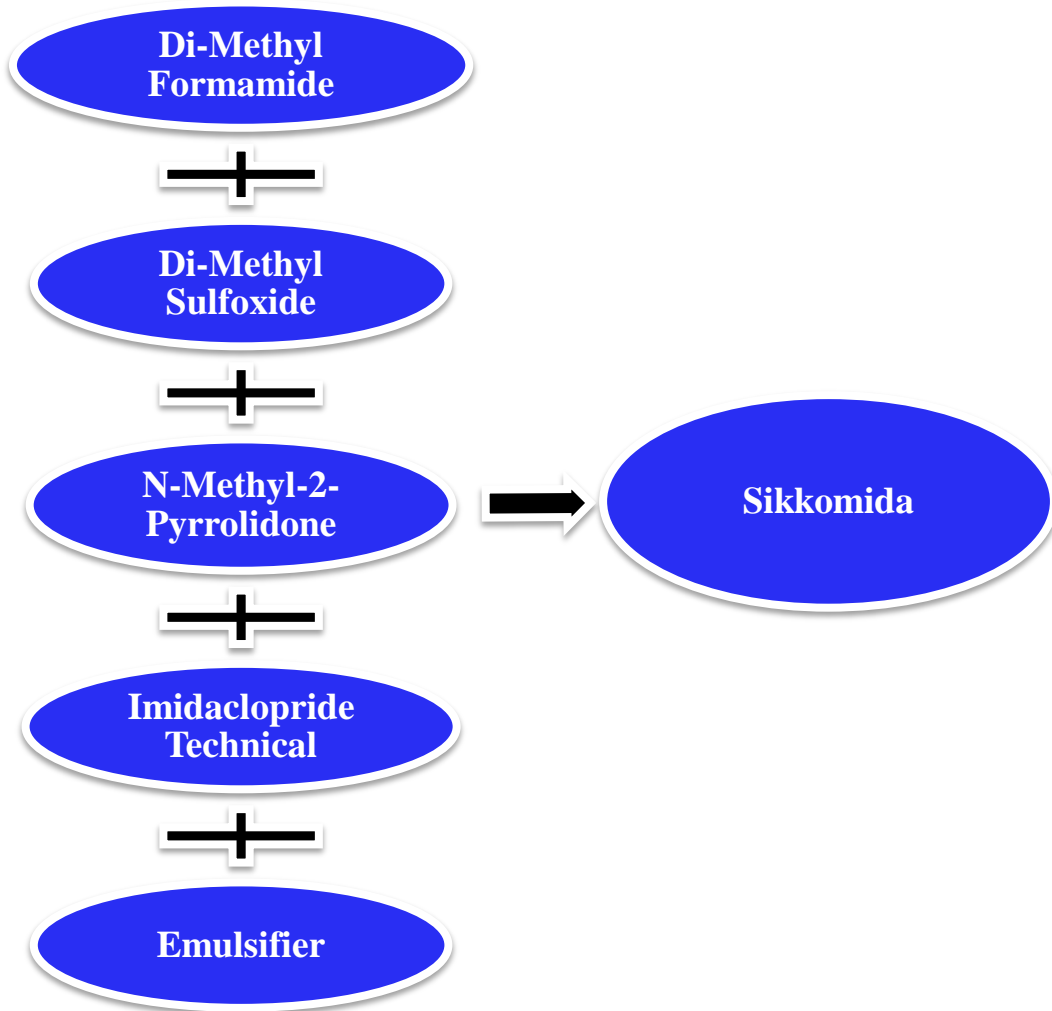 Di-Methyl
Formamide
Di-Methyl
Sulfoxide
N-Methyl-2-
Pyrrolidone
Sikkomida
Imidaclopride
Technical
Emulsifier